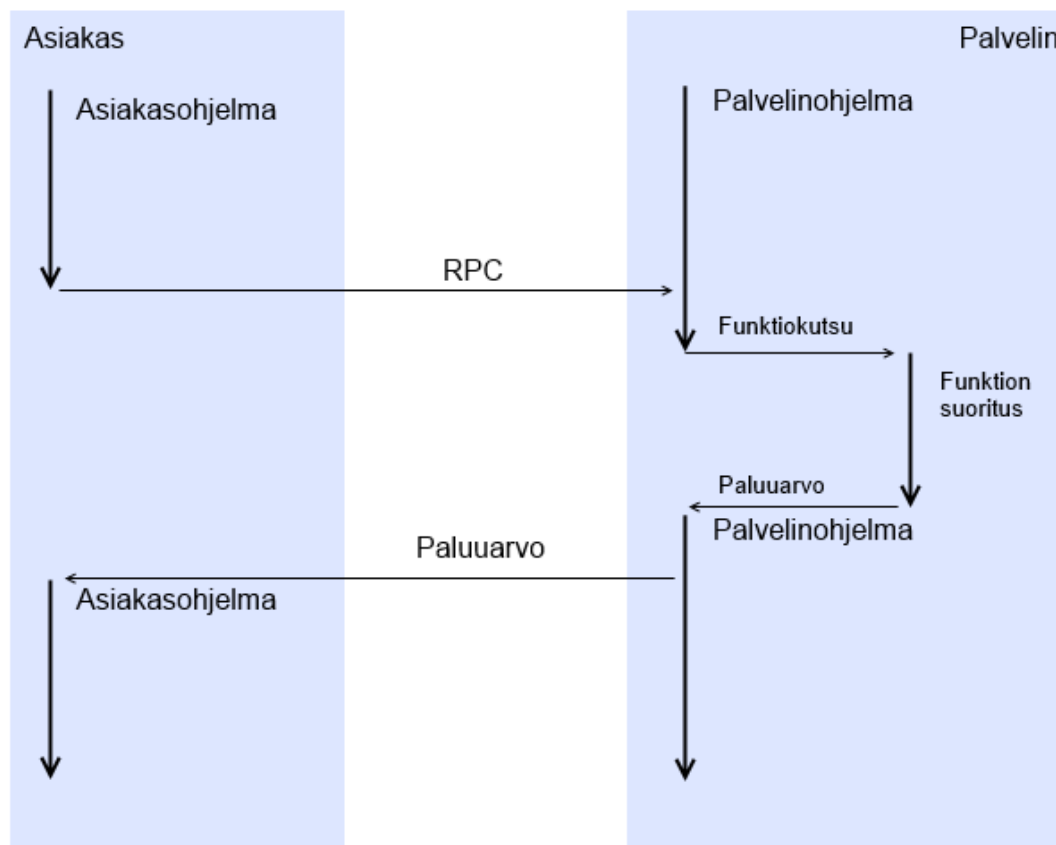 Asiakas
Palvelin
Asiakasohjelma
Palvelinohjelma
RPC
Funktiokutsu
Funktion
suoritus
Paluuarvo
Palvelinohjelma
Paluuarvo
Asiakasohjelma